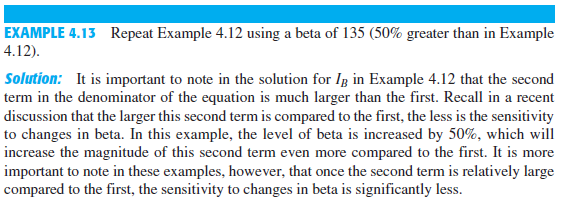 EXAMPLE 4.13 Repeat Example 4.12 using a beta of 135 (50% greater than in Example
4.12).
Solution: It is important to note in the solution for I_B in Example 4.12 that the second
term in the denominator of the equation is much larger than the first. Recall in a recent
discussion that the larger this second term is compared to the first, the less is the sensitivity
to changes in beta. In this example, the level of beta is increased by 50%, which will
increase the magnitude of this second term even more compared to the first. It is more
important to note in these examples, however, that once the second term is relatively large
compared to the first, the sensitivity to changes in beta is significantly less.